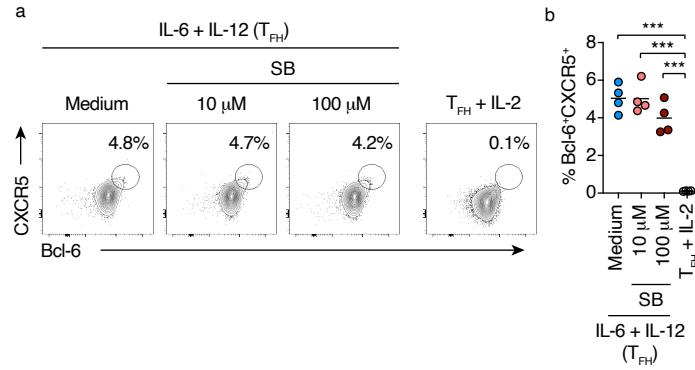 a
IL-6 + IL-12 (TFH)
SB
Medium 10 μM 100 μM TFH + IL-2
4.8% 4.7% 4.2% 0.1%
CXCR5
Bcl-6
b
***
***
***
% Bcl-6+CXCR5+
8
6
4
2
0
Medium
10 μM
100 μM
TFH + IL-2
SB
IL-6 + IL-12
(TFH)